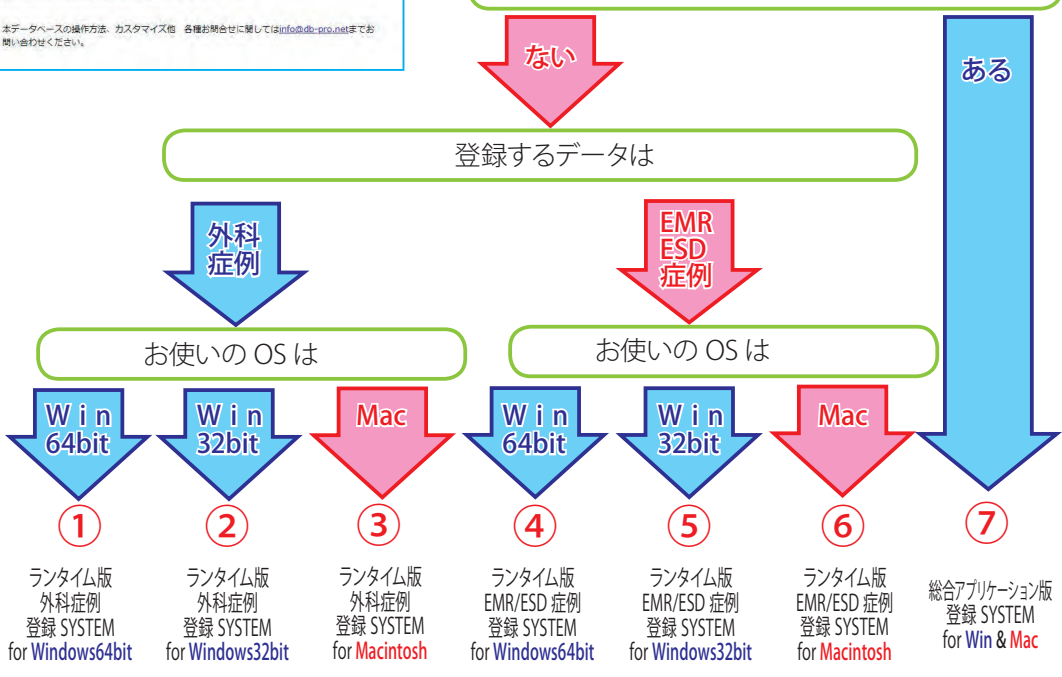 本データベースの操作方法、カスタマイズ他 各種お問合せに関してはinfo@db-pro.netまでお
問い合わせください。
ない
ある
登録するデータは
外科
症例
EMR
ESD
症例
お使いの OS は
お使いの OS は
Win
64bit
Win
32bit
Mac
Win
64bit
Win
32bit
Mac
①
②
③
④
⑤
⑥
⑦
ランタイム版
外科症例
登録 SYSTEM
for Windows64bit
ランタイム版
外科症例
登録 SYSTEM
for Windows32bit
ランタイム版
外科症例
登録 SYSTEM
for Macintosh
ランタイム版
EMR/ESD 症例
登録 SYSTEM
for Windows64bit
ランタイム版
EMR/ESD 症例
登録 SYSTEM
for Windows32bit
ランタイム版
EMR/ESD 症例
登録 SYSTEM
for Macintosh
総合アプリケーション版
登録 SYSTEM
for Win & Mac